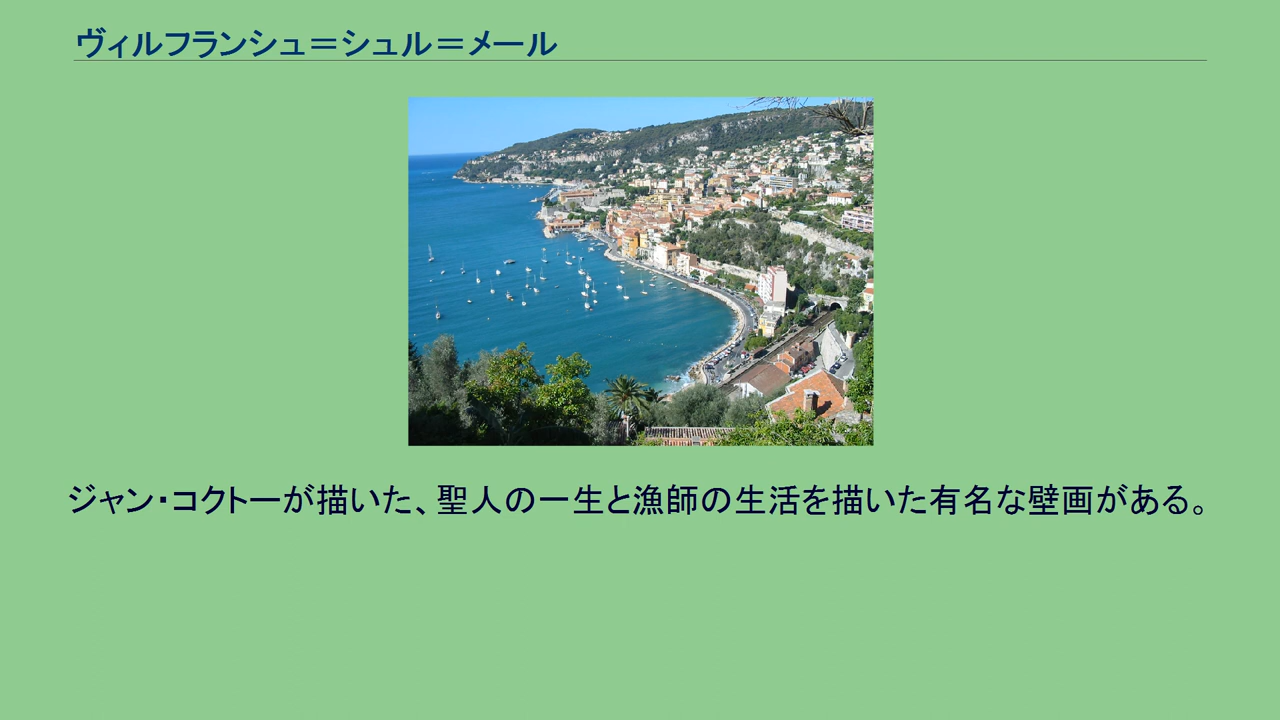 ヴィルフランシュ＝シュル＝メール
ジャン・コクトーが描いた、聖人の一生と漁師の生活を描いた有名な壁画がある。